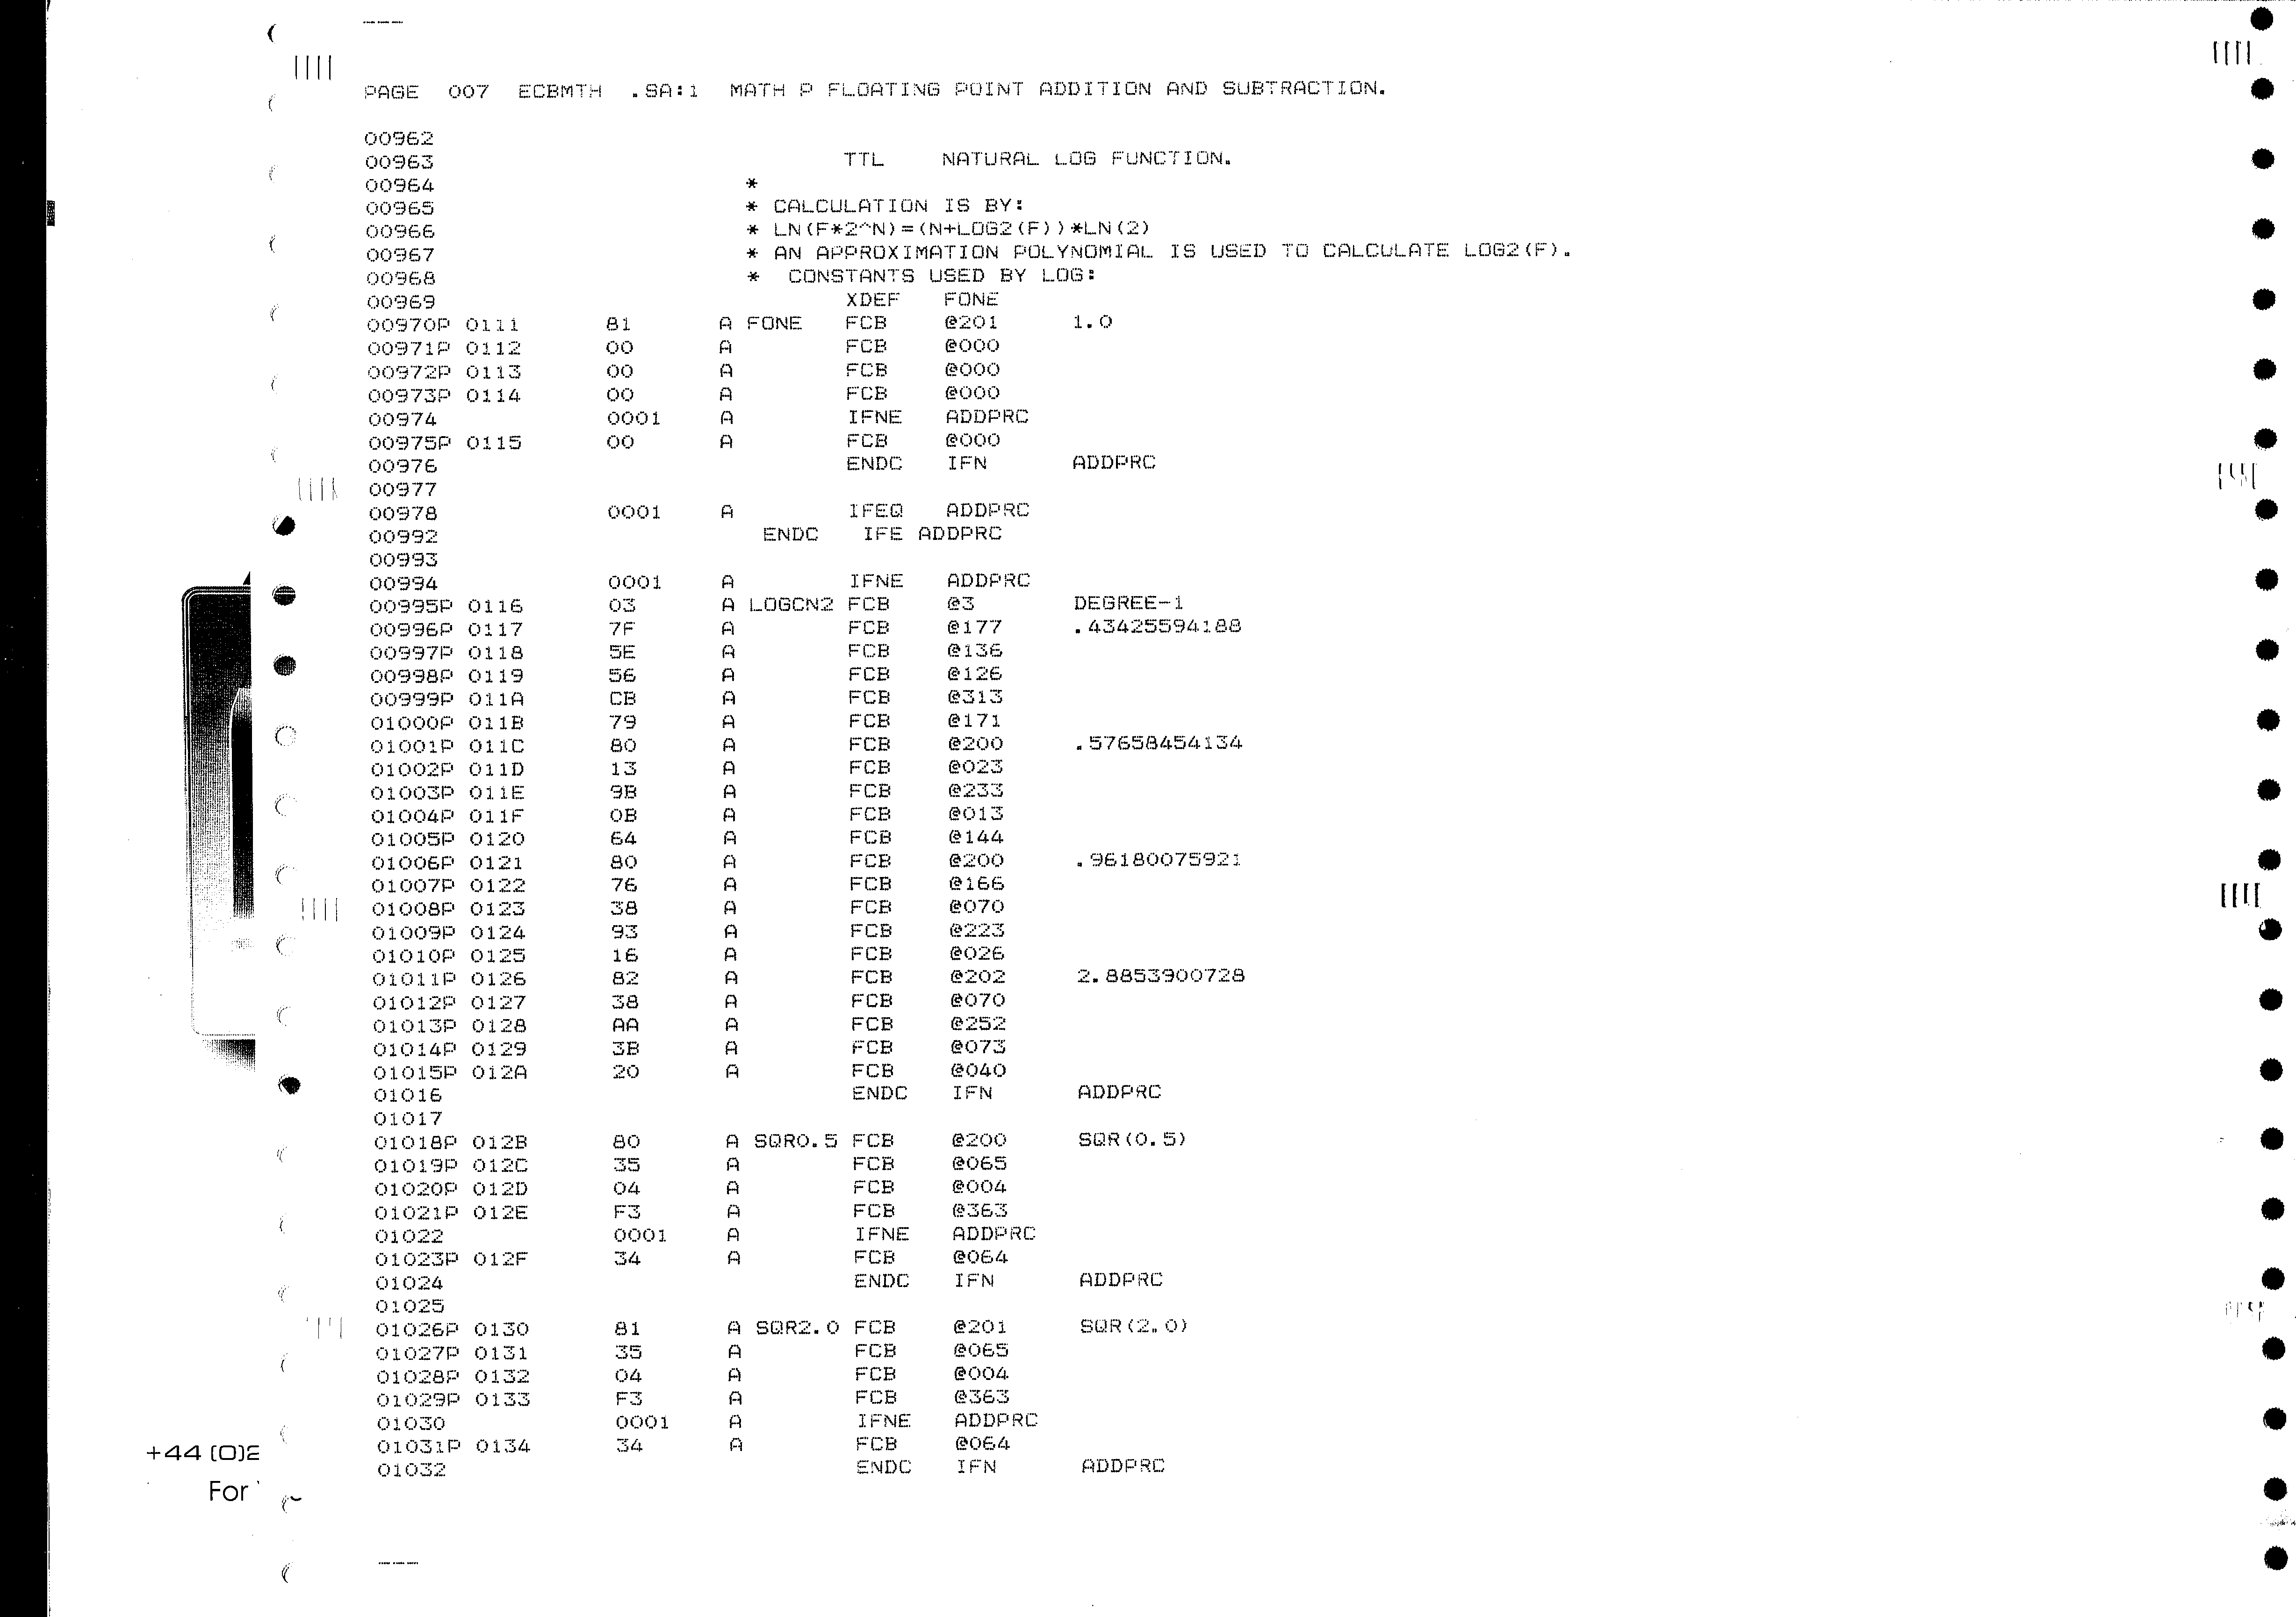 PAGE 007 ECBMTH .SA:1 MATH P FLOATING POINT ADDITION AND SUBTRACTION.
00962
00963 TTL NATURAL LOG FUNCTION.
00964 *
00965 * CALCULATION IS BY:
00966 * LN(F*2^N)=(N+LOG2(F))*LN(2)
00967 * AN APPROXIMATION POLYNOMIAL IS USED TO CALCULATE LOG2(F).
00968 * CONSTANTS USED BY LOG:
00969 XDEF FONE
00970P 0111 81 A FONE FCB @201 1.0
00971P 0112 00 A FCB @000
00972P 0113 00 A FCB @000
00973P 0114 00 A FCB @000
00974 0001 A IFNE ADDPRC
00975P 0115 00 A FCB @000
00976 ENDC IFN ADDPRC
00977
00978 0001 A IFEQ ADDPRC
00992 ENDC IFE ADDPRC
00993
00994 0001 A IFNE ADDPRC
00995P 0116 03 A LOGCN2 FCB @3 DEGREE-1
00996P 0117 7F A FCB @177 .43425594188
00997P 0118 5E A FCB @136
00998P 0119 56 A FCB @126
00999P 011A CB A FCB @313
01000P 011B 79 A FCB @171
01001P 011C 80 A FCB @200 .57658454134
01002P 011D 13 A FCB @023
01003P 011E 9B A FCB @233
01004P 011F 0B A FCB @013
01005P 0120 64 A FCB @144
01006P 0121 80 A FCB @200 .96180075921
01007P 0122 76 A FCB @166
01008P 0123 38 A FCB @070
01009P 0124 93 A FCB @223
01010P 0125 16 A FCB @026
01011P 0126 82 A FCB @202 2.8853900728
01012P 0127 38 A FCB @070
01013P 0128 AA A FCB @252
01014P 0129 3B A FCB @073
01015P 012A 20 A FCB @040
01016 ENDC IFN ADDPRC
01017
01018P 012B 80 A SQR0.5 FCB @200 SQR(0.5)
01019P 012C 35 A FCB @065
01020P 012D 04 A FCB @004
01021P 012E F3 A FCB @363
01022 0001 A IFNE ADDPRC
01023P 012F 34 A FCB @064
01024 ENDC IFN ADDPRC
01025
01026P 0130 81 A SQR2.0 FCB @201 SQR(2.0)
01027P 0131 35 A FCB @065
01028P 0132 04 A FCB @004
01029P 0133 F3 A FCB @363
01030 0001 A IFNE ADDPRC
01031P 0134 34 A FCB @064
01032 ENDC IFN ADDPRC
+44 (0)
For